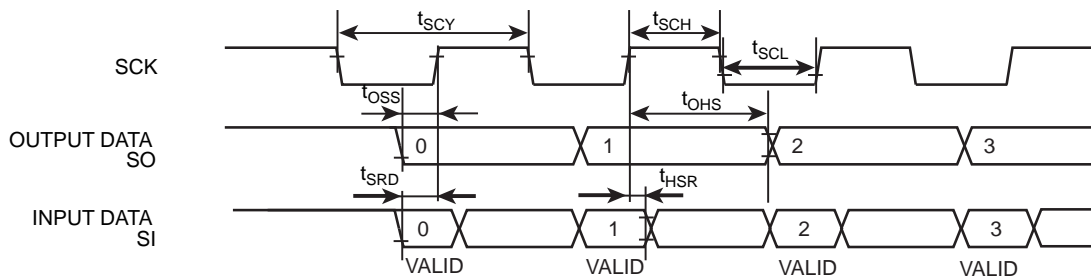 tSCY
tSCH
SCK
tSCL
tOSS
tOHS
OUTPUT DATA
SO
0
1
2
3
tSRD
tHSR
INPUT DATA
SI
0
1
2
3
VALID
VALID
VALID
VALID